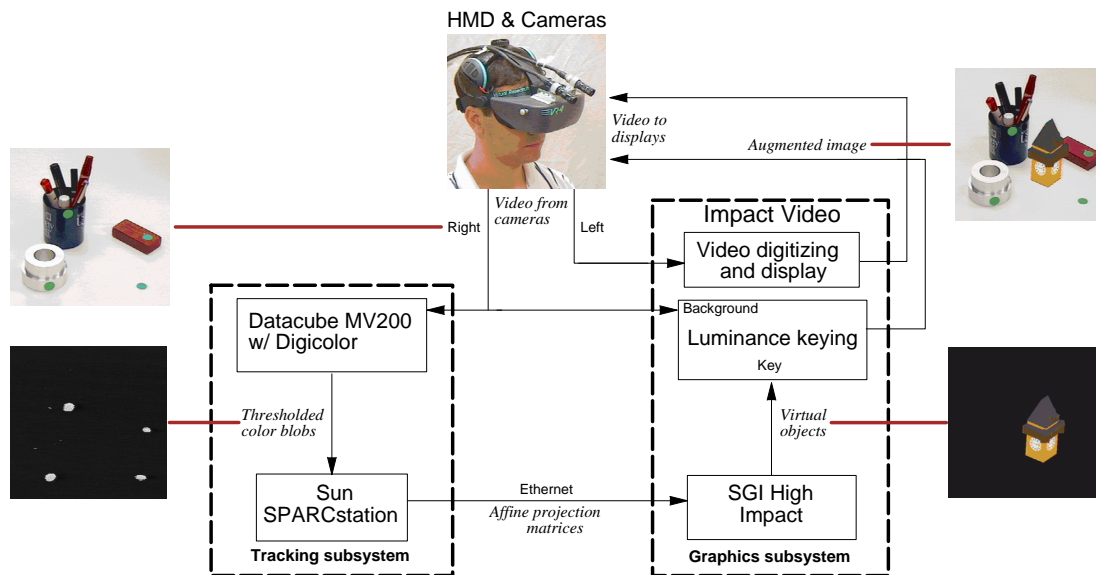 HMD & Cameras
Video to
displays
Augmented image
Right
Video from
cameras
Left
Impact Video
Video digitizing
and display
Datacube MV200
w/ Digicolor
Background
Luminance keying
Key
Thresholded
color blobs
Virtual
objects
Sun
SPARCstation
Ethernet
Affine projection
matrices
SGI High
Impact
Tracking subsystem
Graphics subsystem